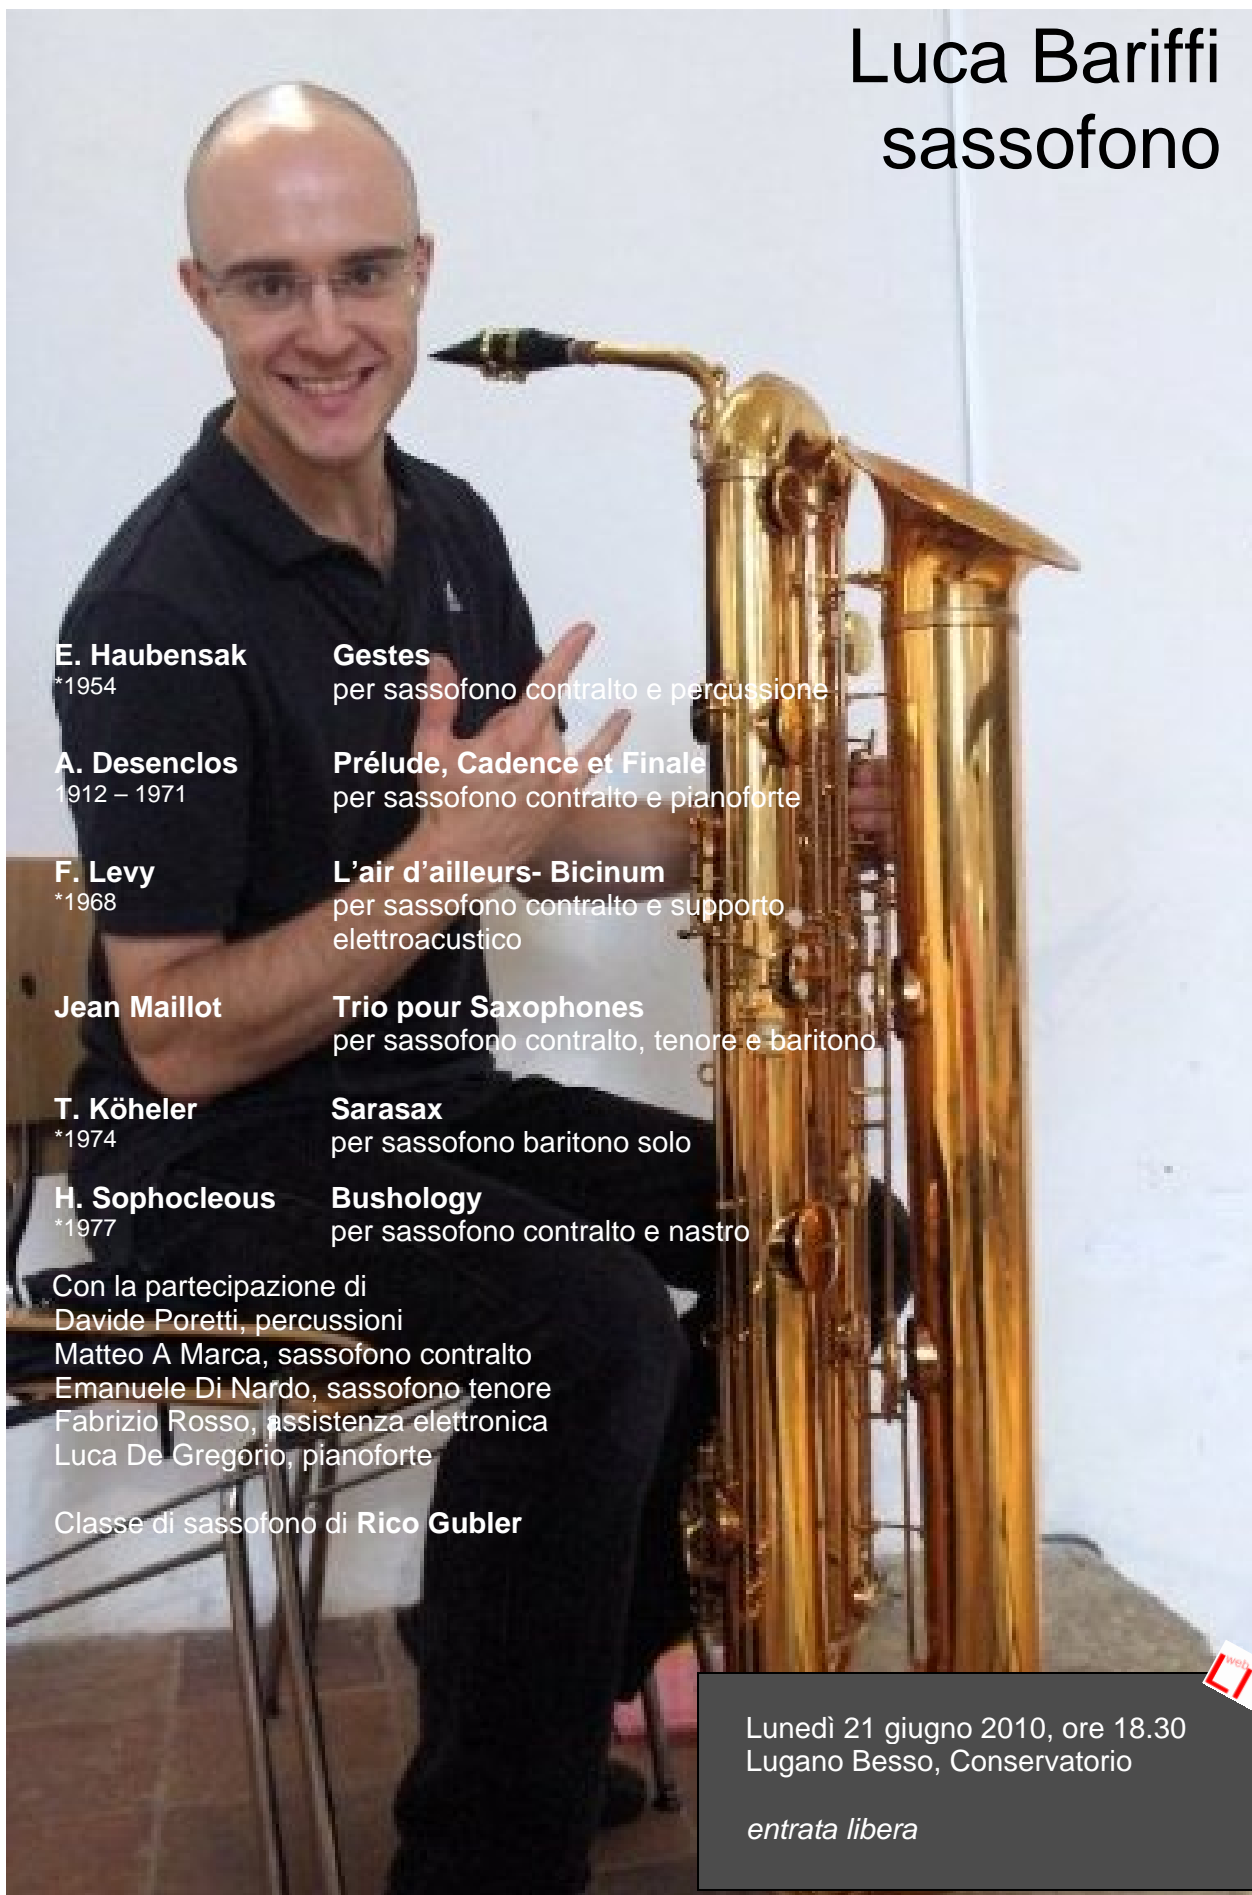 Luca Bariffi
sassofono
E. Haubensak Gestes
*1954 per sassofono contralto e percussione
A. Desenclos Prélude, Cadence et Finale
1912 – 1971 per sassofono contralto e pianoforte
F. Levy L’air d’ailleurs- Bicinum
*1968 per sassofono contralto e supporto
elettroacustico
Jean Maillot Trio pour Saxophones
per sassofono contralto, tenore e baritono
T. Köheler Sarasax
*1974 per sassofono baritono solo
H. Sophocleous Bushology
*1977 per sassofono contralto e nastro
Con la partecipazione di
Davide Poretti, percussioni
Matteo A Marca, sassofono contralto
Emanuele Di Nardo, sassofono tenore
Fabrizio Rosso, assistenza elettronica
Luca De Gregorio, pianoforte
Classe di sassofono di Rico Gubler
web
LI
Lunedì 21 giugno 2010, ore 18.30
Lugano Besso, Conservatorio
entrata libera